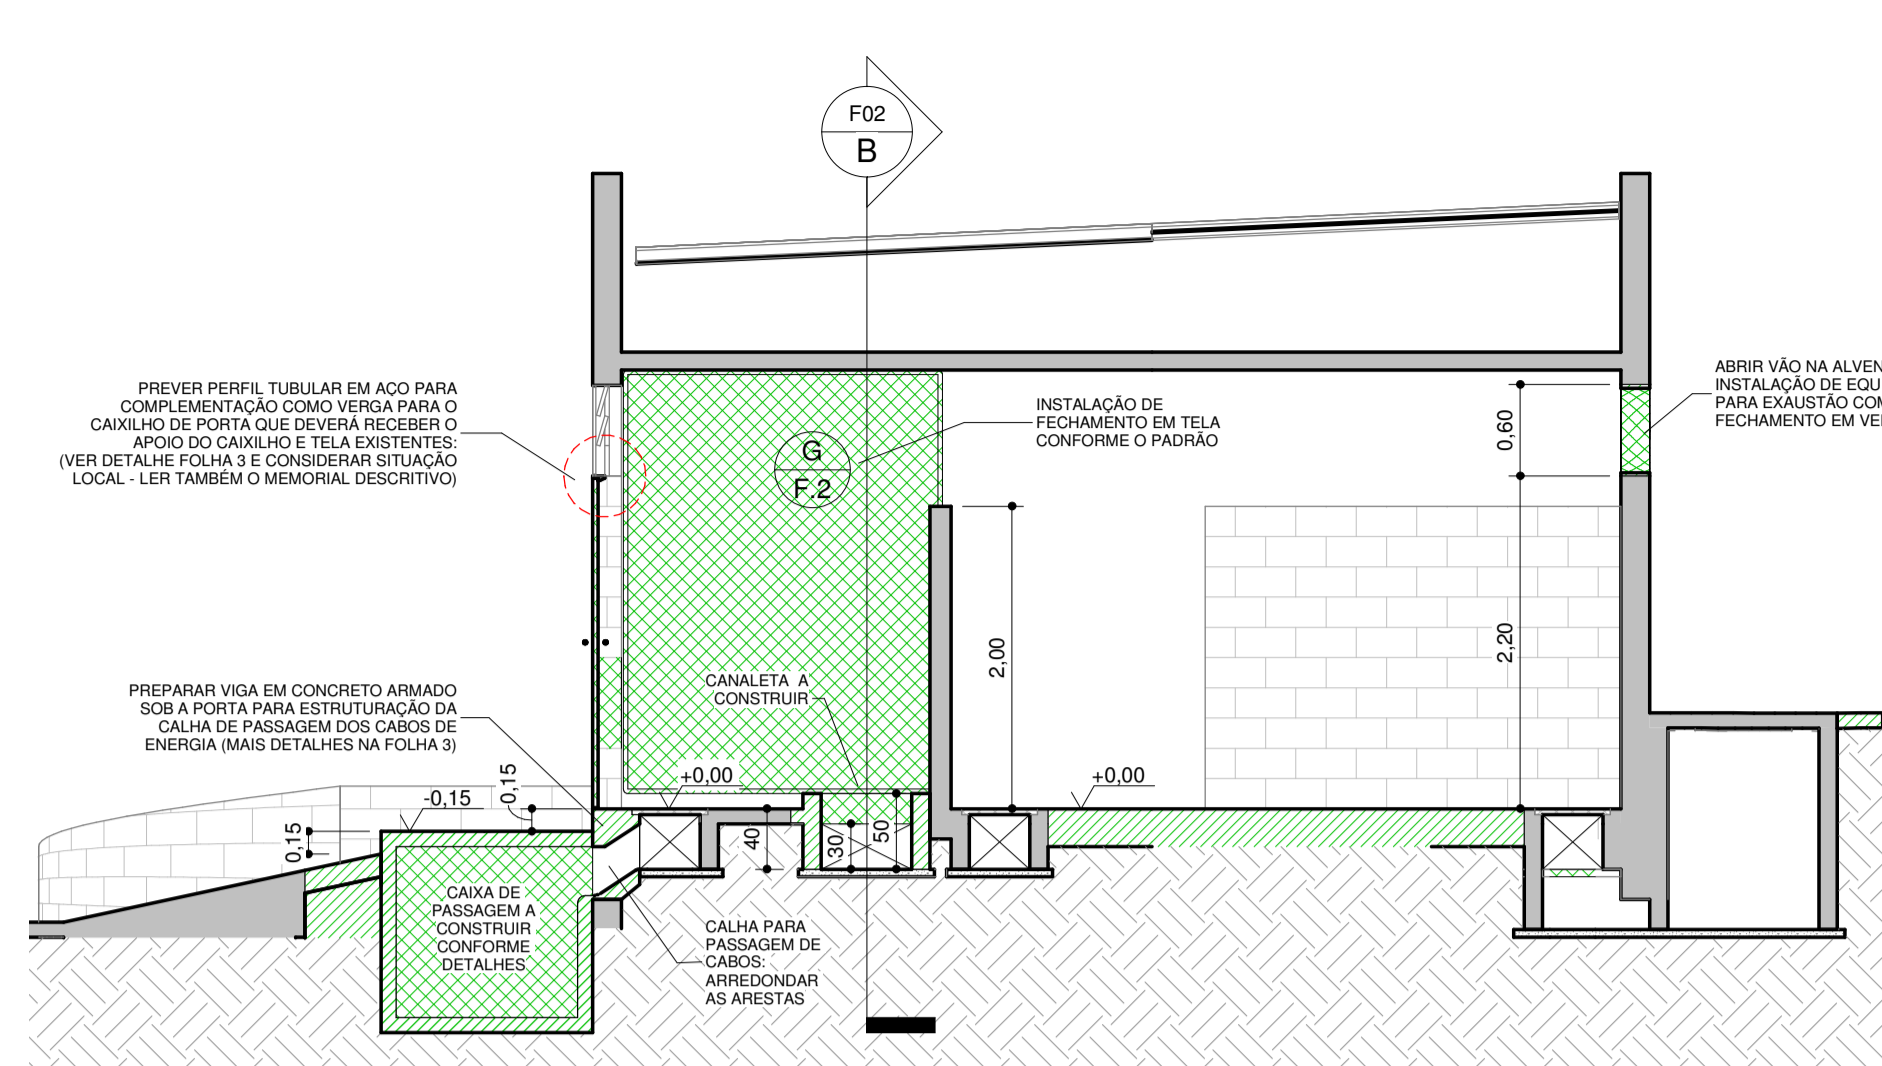 F02
B
PREVER PERFIL TUBULAR EM AÇO PARA
COMPLEMENTAÇÃO COMO VERGA PARA O
CAIXILHO DE PORTA QUE DEVERÁ RECEBER O
APOIO DO CAIXILHO E TELA EXISTENTES:
(VER DETALHE FOLHA 3 E CONSIDERAR SITUAÇÃO
LOCAL - LER TAMBÉM O MEMORIAL DESCRITIVO)
G
F.2
INSTALAÇÃO DE
FECHAMENTO EM TELA
CONFORME O PADRÃO
0,60
ABRIR VÃO NA ALVEN
INSTALAÇÃO DE EQU
PARA EXAUSTÃO COM
FECHAMENTO EM VE
2,00
2,20
CANALETA A
CONSTRUIR
PREPARAR VIGA EM CONCRETO ARMADO
SOB A PORTA PARA ESTRUTURAÇÃO DA
CALHA DE PASSAGEM DOS CABOS DE
ENERGIA (MAIS DETALHES NA FOLHA 3)
+0,00
+0,00
-0,15
0,15
0,15
40
30
50
CAIXA DE
PASSAGEM A
CONSTRUIR
CONFORME
DETALHES
CALHA PARA
PASSAGEM DE
CABOS:
ARREDONDAR
AS ARESTAS